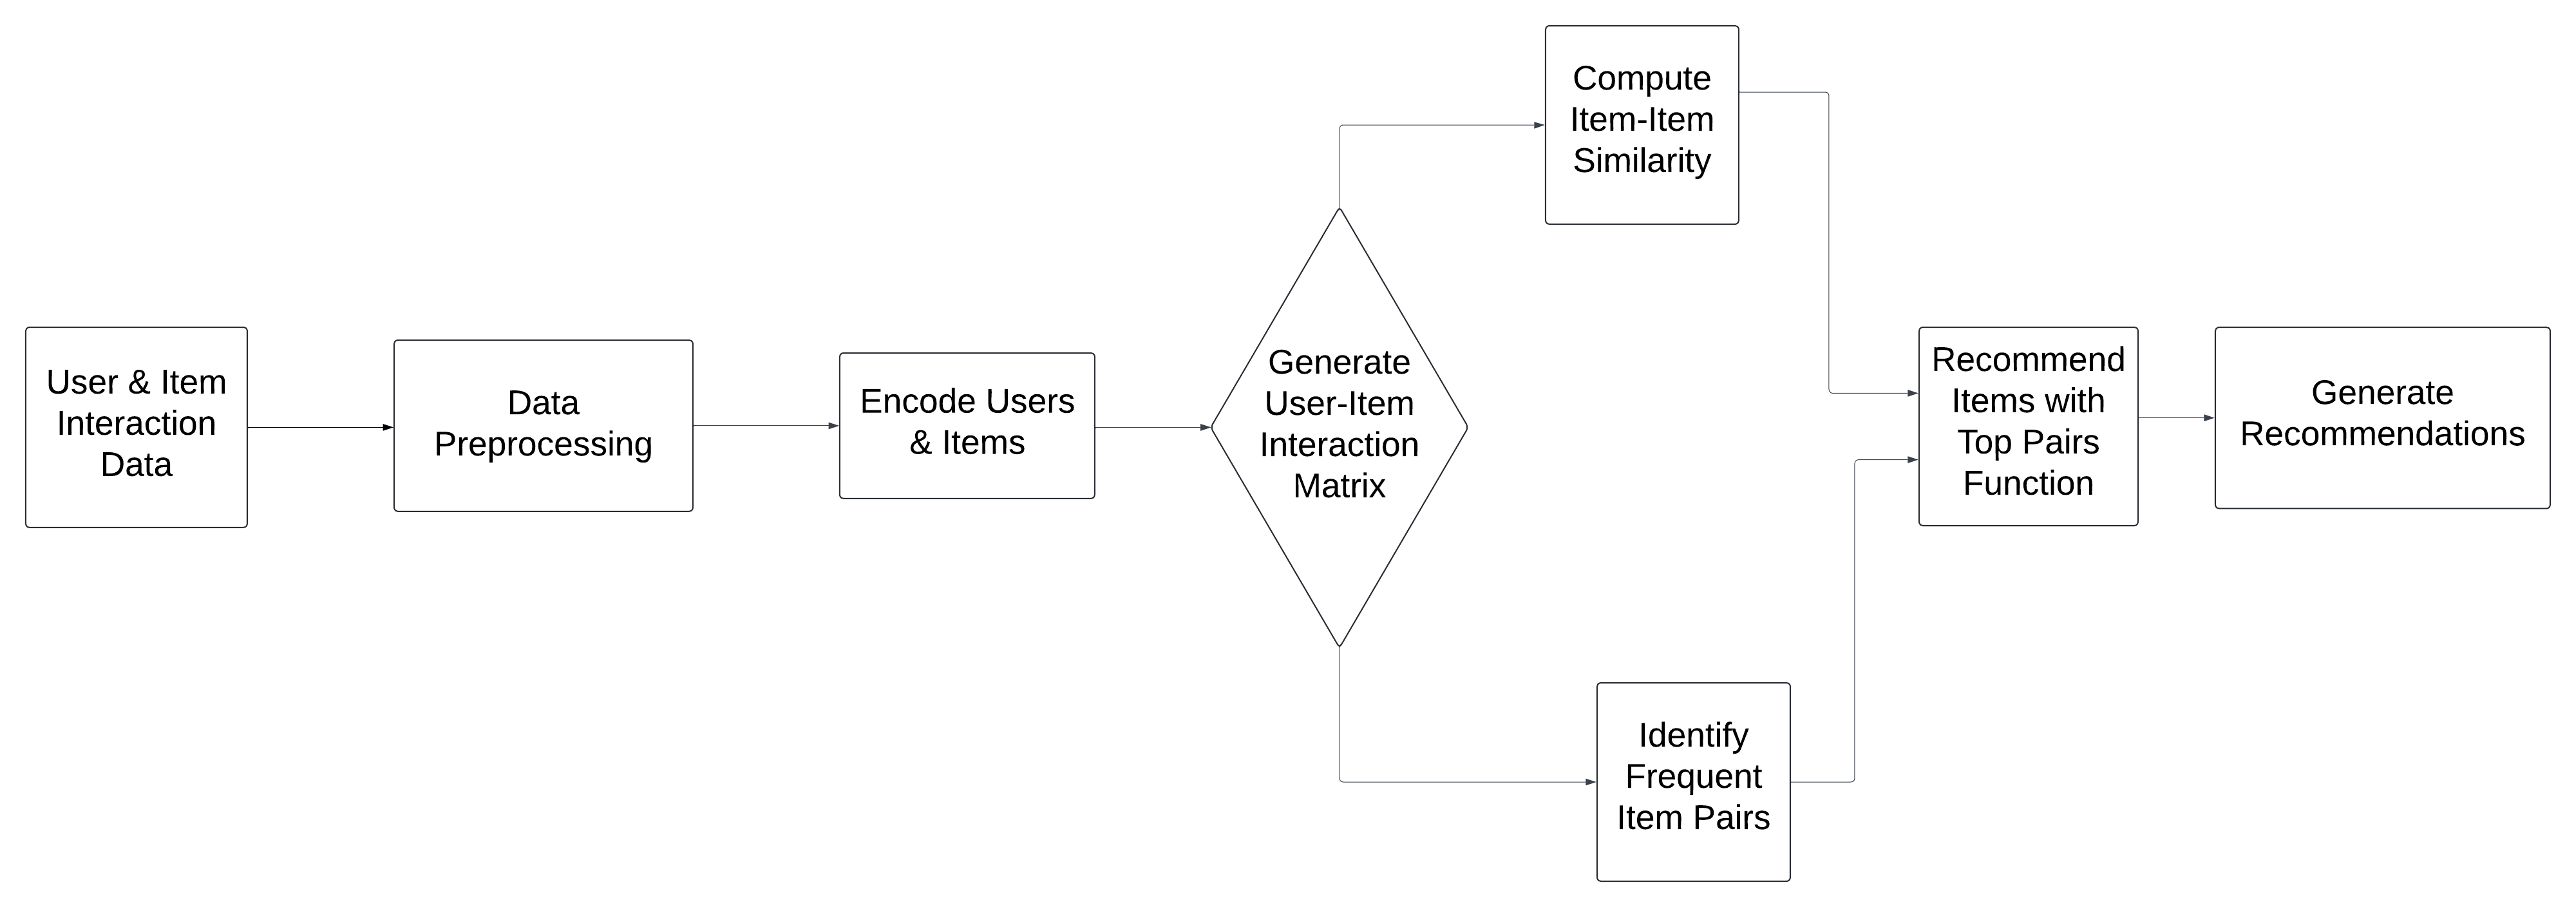 User & Item
Interaction
Data
Data
Preprocessing
Encode Users
& Items
Generate
User-Item
Interaction
Matrix
Compute
Item-Item
Similarity
Identify
Frequent
Item Pairs
Recommend
Items with
Top Pairs
Function
Generate
Recommendations